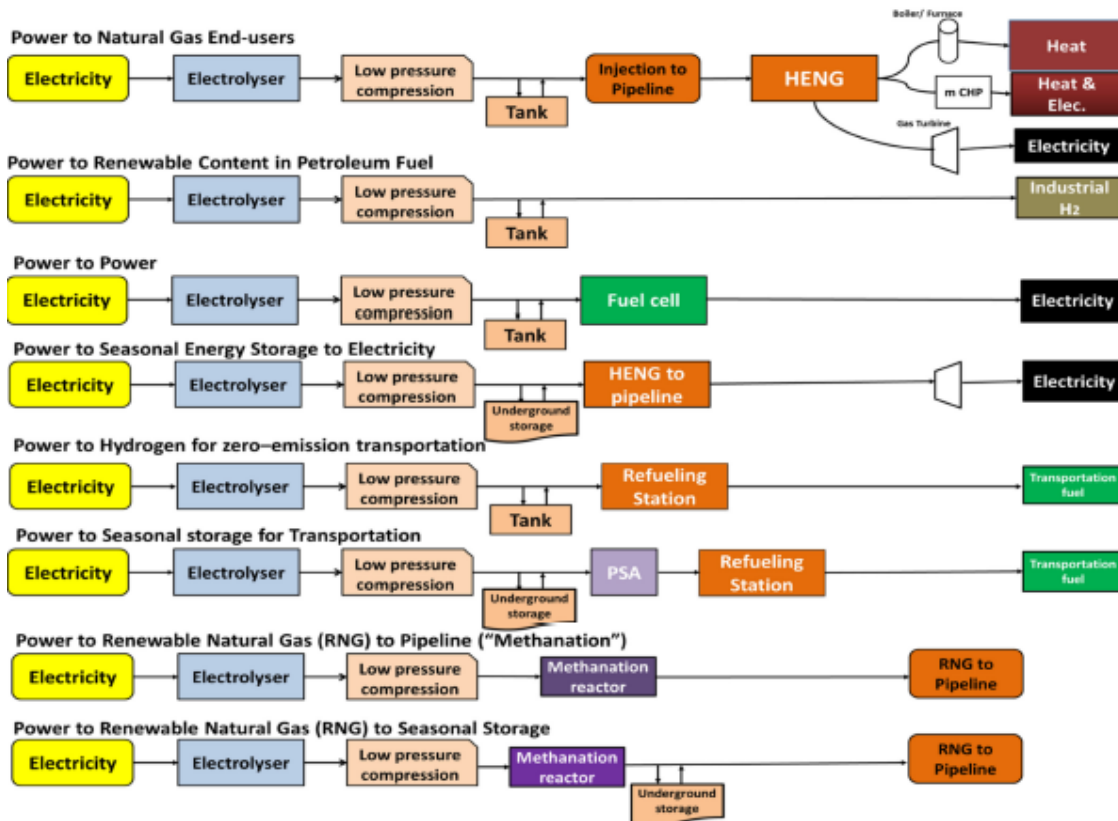 Power to Natural Gas End-users
Boiler/ Furnace
Electricity
Electrolyser
Low pressure
compression
Tank
Injection to
Pipeline
HENG
Heat
m CHP
Heat &
Elec.
Gas Turbine
Electricity
Power to Renewable Content in Petroleum Fuel
Electricity
Electrolyser
Low pressure
compression
Tank
Industrial
H2
Power to Power
Electricity
Electrolyser
Low pressure
compression
Tank
Fuel cell
Electricity
Power to Seasonal Energy Storage to Electricity
Electricity
Electrolyser
Low pressure
compression
Underground
storage
HENG to
pipeline
Electricity
Power to Hydrogen for zero–emission transportation
Electricity
Electrolyser
Low pressure
compression
Tank
Refueling
Station
Transportation
fuel
Power to Seasonal storage for Transportation
Electricity
Electrolyser
Low pressure
compression
Underground
storage
PSA
Refueling
Station
Transportation
fuel
Power to Renewable Natural Gas (RNG) to Pipeline (“Methanation”)
Electricity
Electrolyser
Low pressure
compression
Methanation
reactor
RNG to
Pipeline
Power to Renewable Natural Gas (RNG) to Seasonal Storage
Electricity
Electrolyser
Low pressure
compression
Methanation
reactor
Underground
storage
RNG to
Pipeline